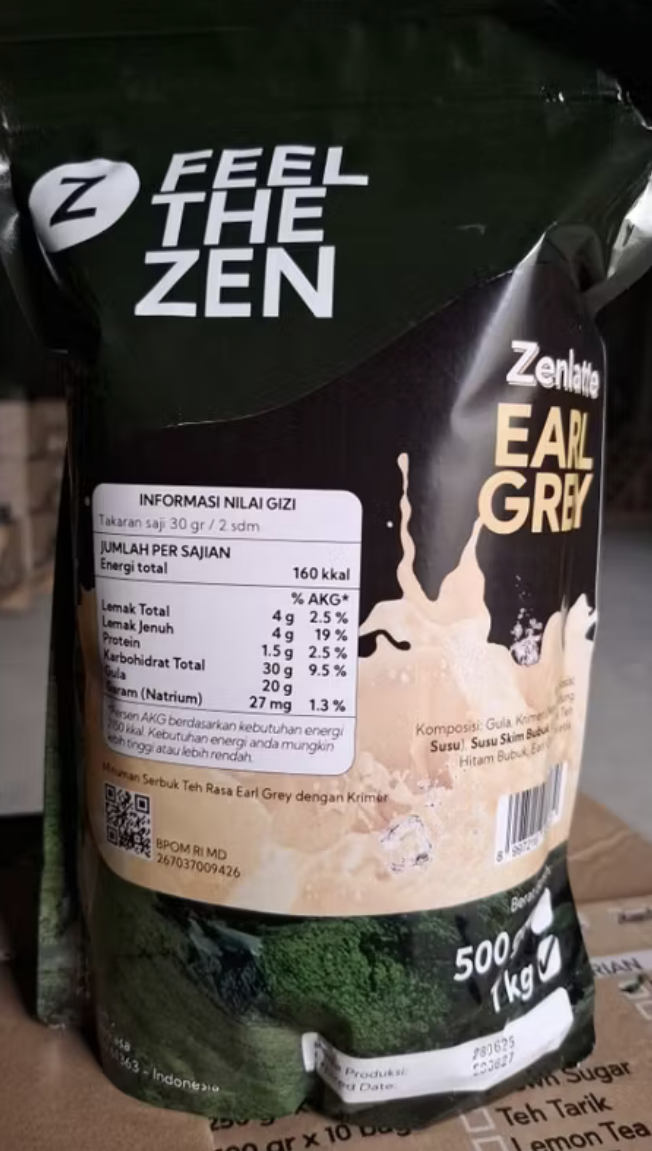 Z
FEEL
THE
ZEN
Zenlatte
EARL
GREY
INFORMASI NILAI GIZI
Takaran saji 30 gr / 2 sdm
JUMLAH PER SAJIAN
Energi total 160 kkal
% AKG*
Lemak Total 4 g 2.5 %
Lemak Jenuh 4 g 19 %
Protein 1.5 g 2.5 %
Karbohidrat Total 30 g 9.5 %
Gula 20 g
Garam (Natrium) 27 mg 1.3 %
*Persen AKG berdasarkan kebutuhan energi
2150 kkal. Kebutuhan energi anda mungkin
lebih tinggi atau lebih rendah.
Minuman Serbuk Teh Rasa Earl Grey dengan Krimer
BPOM RI MD
267037009426
Komposisi: Gula, Krimer
Susu), Susu Skim Bubuk
Hitam Bubuk,
500
1 kg
Produksi: 280625
Date:
- Indonesia
Sugar
Teh Tarik
Lemon Tea
gr x 10